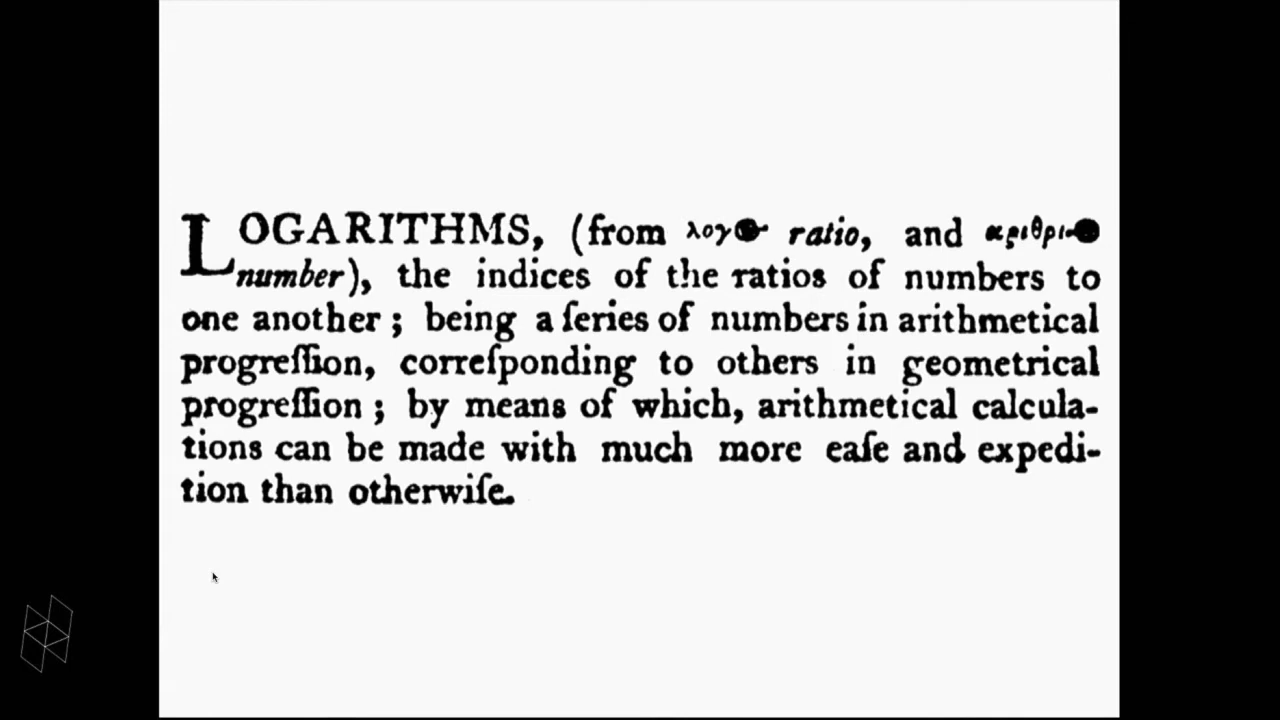 LOGARITHMS, (from ratio, and
number), the indices of the ratios of numbers to
one another ; being a ſeries of numbers in arithmetical
progreſſion, correſponding to others in geometrical
progreſſion ; by means of which, arithmetical calcula-
tions can be made with much more eaſe and expedi-
tion than otherwiſe.